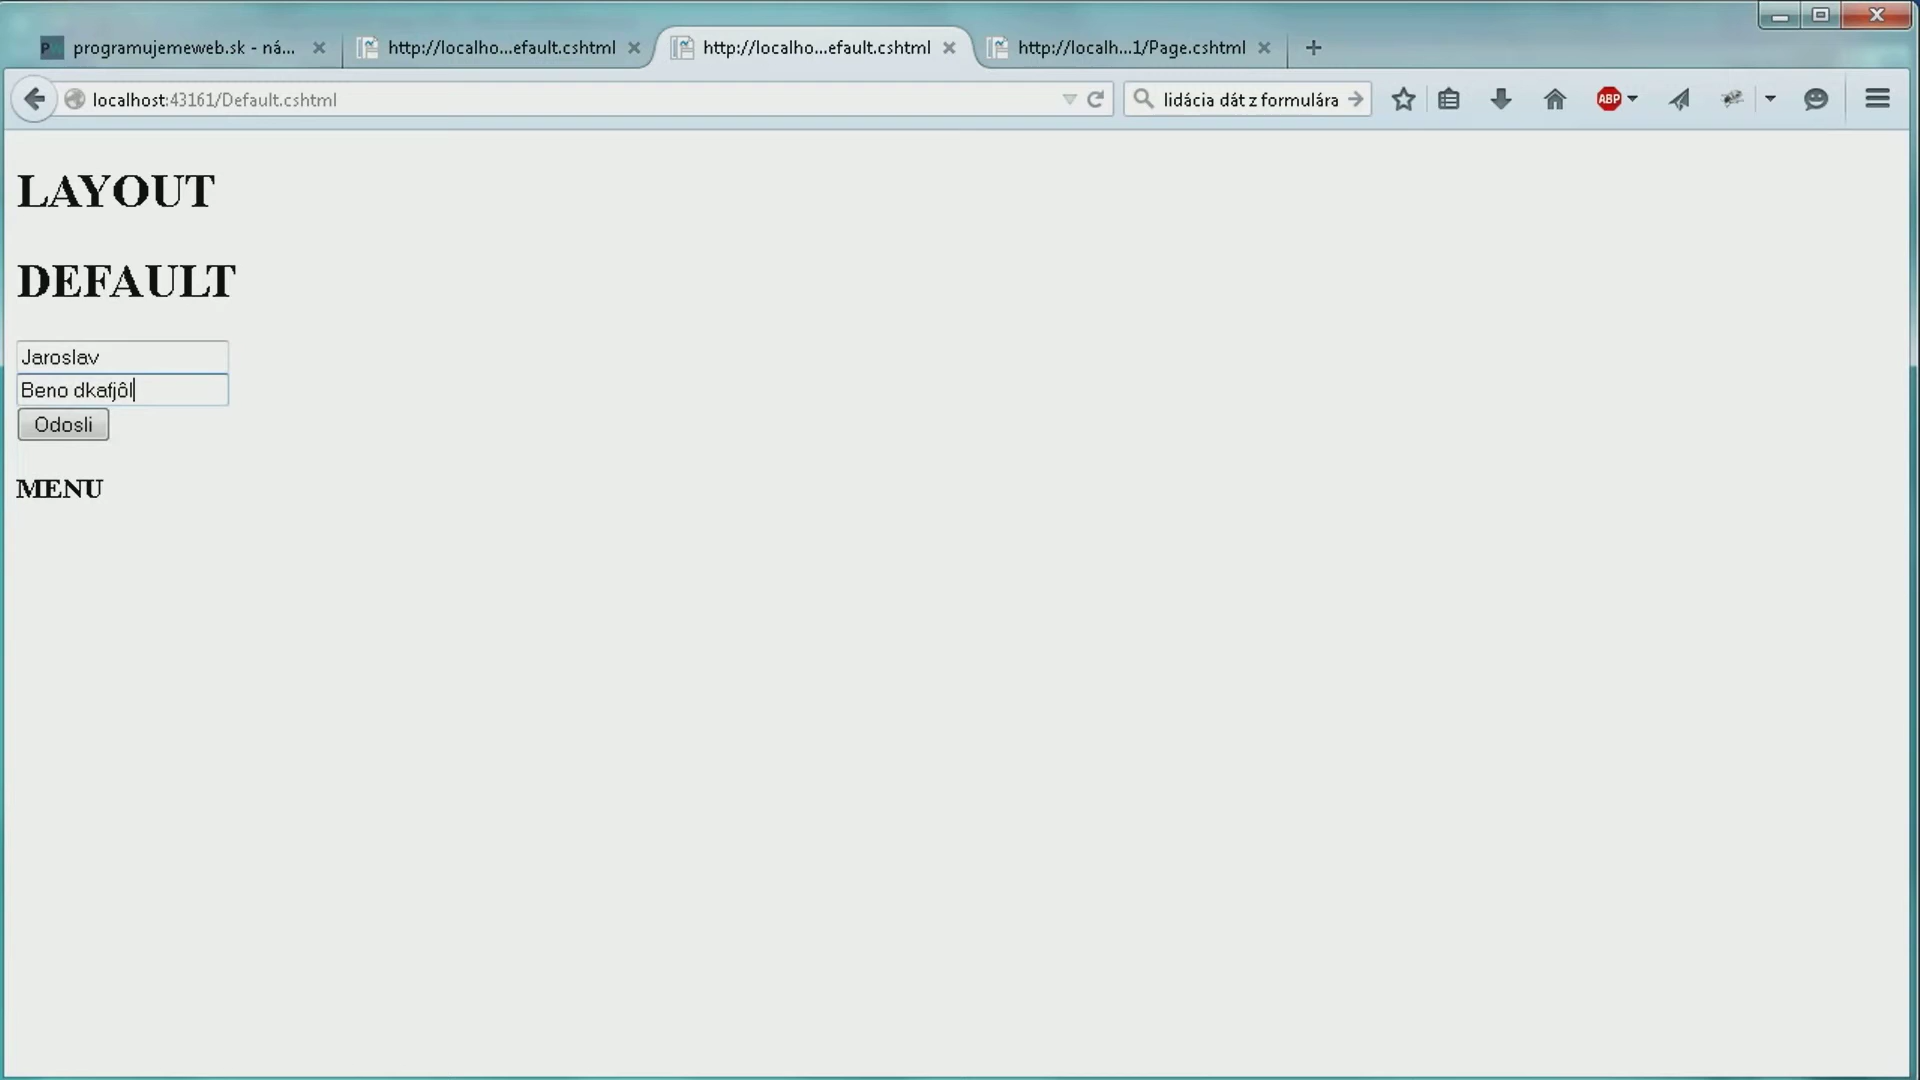 programujemeweb.sk - ná...
http://localho...efault.cshtml
http://localho...efault.cshtml
http://localh...1/Page.cshtml
localhost:43161/Default.cshtml
lidácia dát z formulára
ABP
LAYOUT
DEFAULT
Jaroslav
Beno dkafjôl
Odosli
MENU